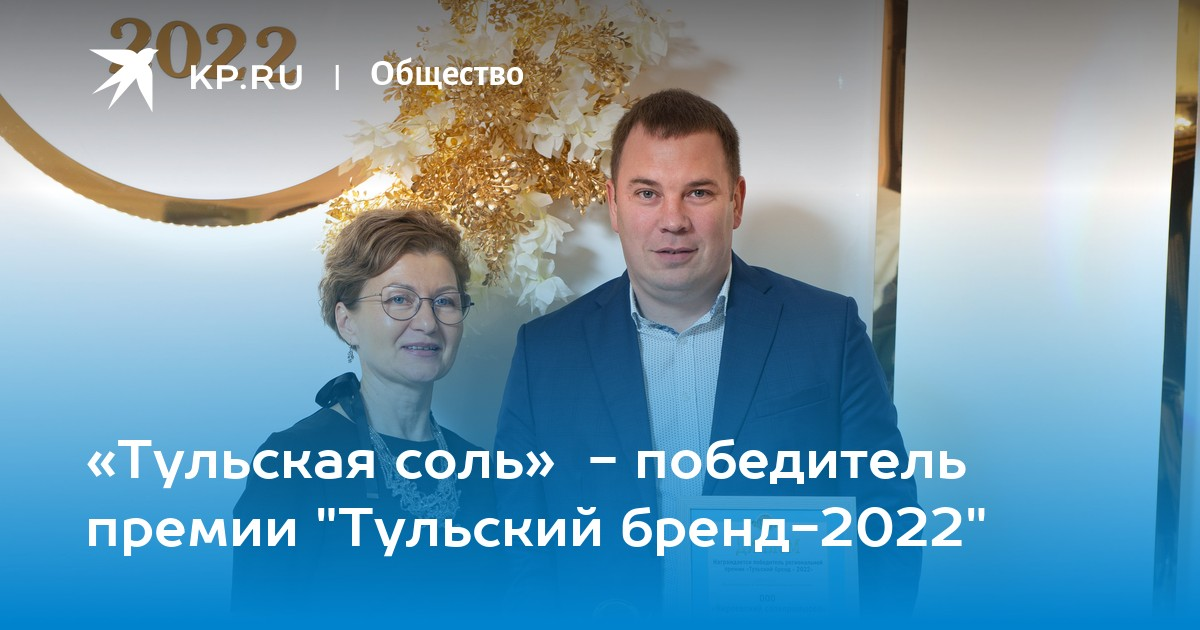 2022
KP.RU | Общество
«Тульская соль» - победитель
премии "Тульский бренд-2022"